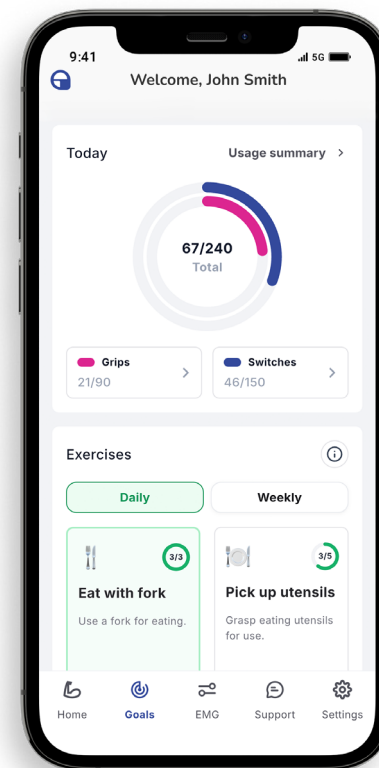 9:41
5G
Welcome, John Smith
Today
Usage summary
67/240
Total
Grips
21/90
Switches
46/150
Exercises
Daily
Weekly
3/3
Eat with fork
Use a fork for eating.
3/5
Pick up utensils
Grasp eating utensils
for use.
Home
Goals
EMG
Support
Settings